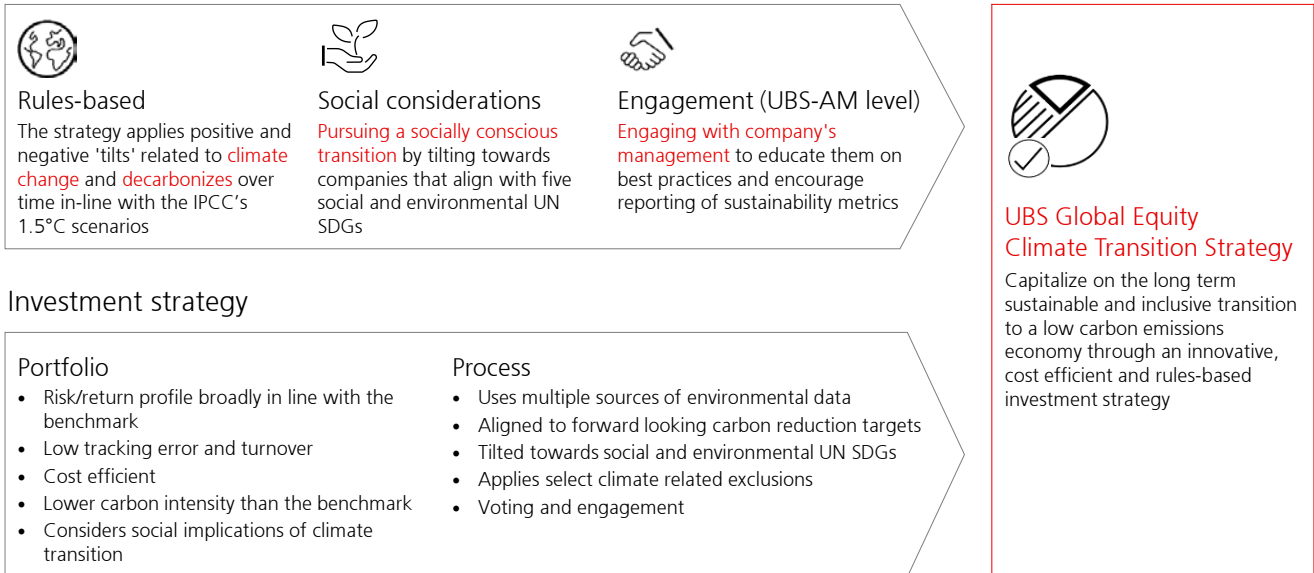 Rules-based
The strategy applies positive and
negative 'tilts' related to climate
change and decarbonizes over
time in-line with the IPCC's
1.5°C scenarios
Social considerations
Pursuing a socially conscious
transition by tilting towards
companies that align with five
social and environmental UN
SDGs
Engagement (UBS-AM level)
Engaging with company's
management to educate them on
best practices and encourage
reporting of sustainability metrics
Investment strategy
Portfolio
• Risk/return profile broadly in line with the
benchmark
• Low tracking error and turnover
• Cost efficient
• Lower carbon intensity than the benchmark
• Considers social implications of climate
transition
Process
• Uses multiple sources of environmental data
• Aligned to forward looking carbon reduction targets
• Tilted towards social and environmental UN SDGs
• Applies select climate related exclusions
• Voting and engagement
UBS Global Equity
Climate Transition Strategy
Capitalize on the long term
sustainable and inclusive transition
to a low carbon emissions
economy through an innovative,
cost efficient and rules-based
investment strategy